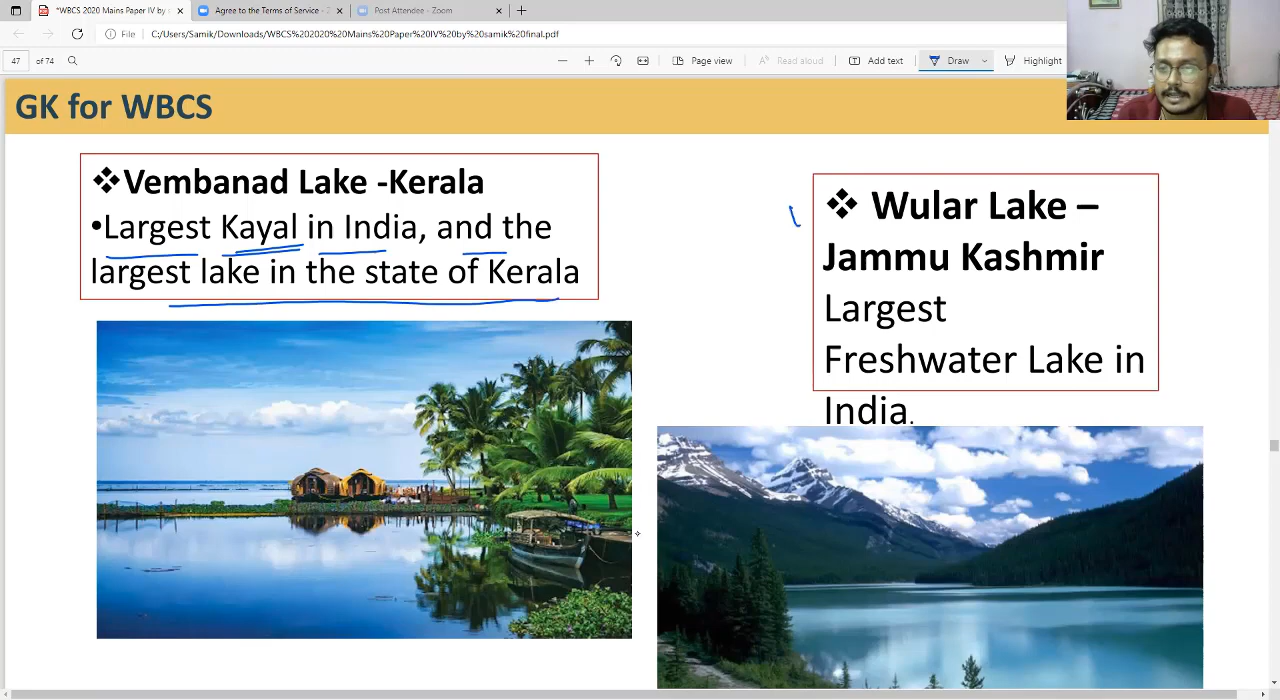 *WBCS 2020 Mains Paper IV by
Agree to the Terms of Service -
Post Attendee - Zoom
File
C:/Users/Samik/Downloads/WBCS%202020%20Mains%20Paper%20IV%20by%20samik%20final.pdf
47 of 74
Page view
Read aloud
Add text
Draw
Highlight
GK for WBCS
❖Vembanad Lake -Kerala
•Largest Kayal in India, and the
largest lake in the state of Kerala
❖ Wular Lake –
Jammu Kashmir
Largest
Freshwater Lake in
India.